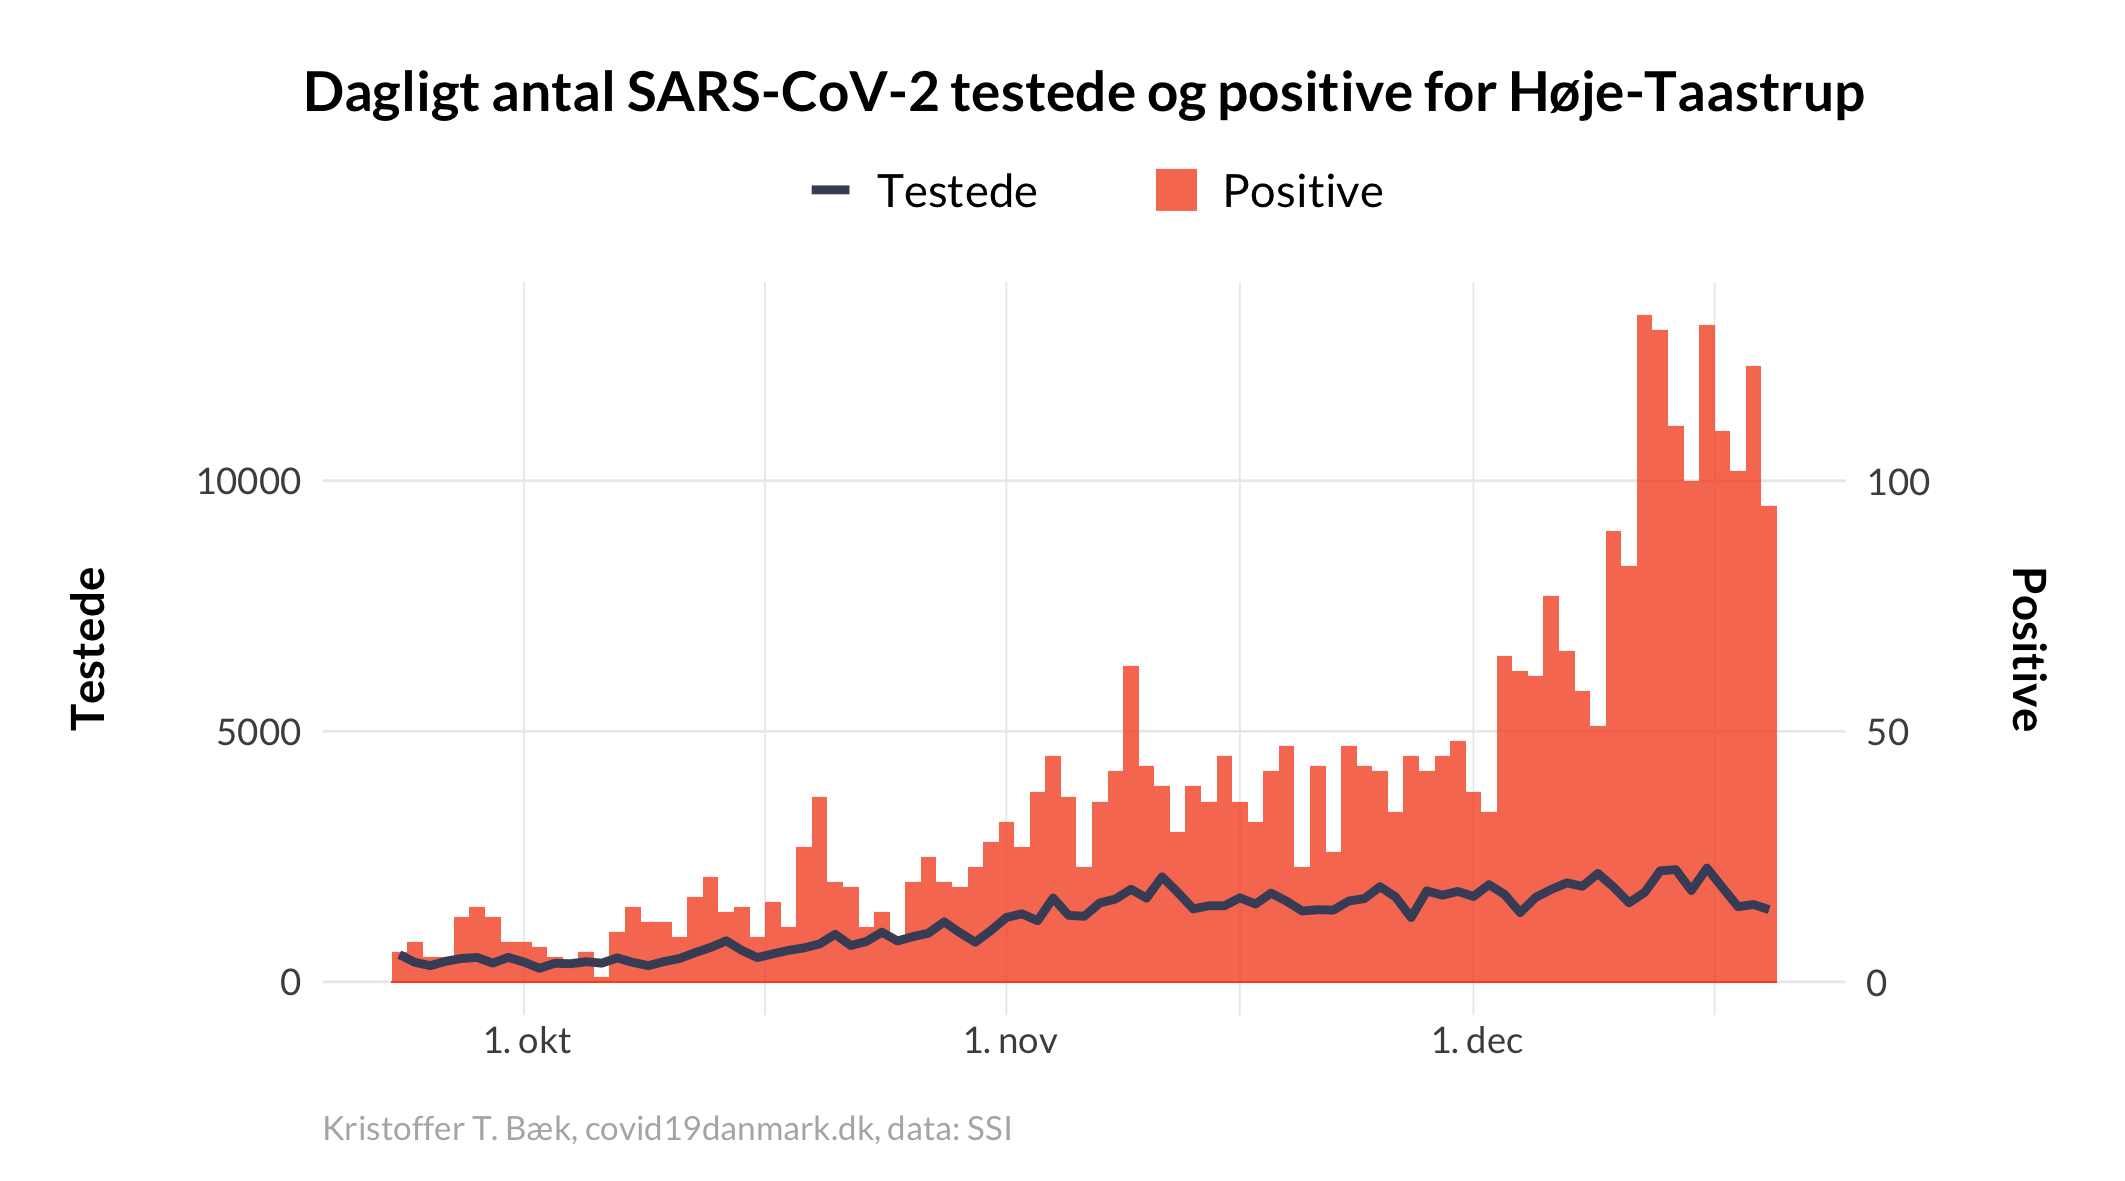 Dagligt antal SARS-CoV-2 testede og positive for Høje-Taastrup
Testede
Positive
10000
5000
0
100
50
0
Testede
Positive
1. okt
1. nov
1. dec
Kristoffer T. Bæk, covid19danmark.dk, data: SSI